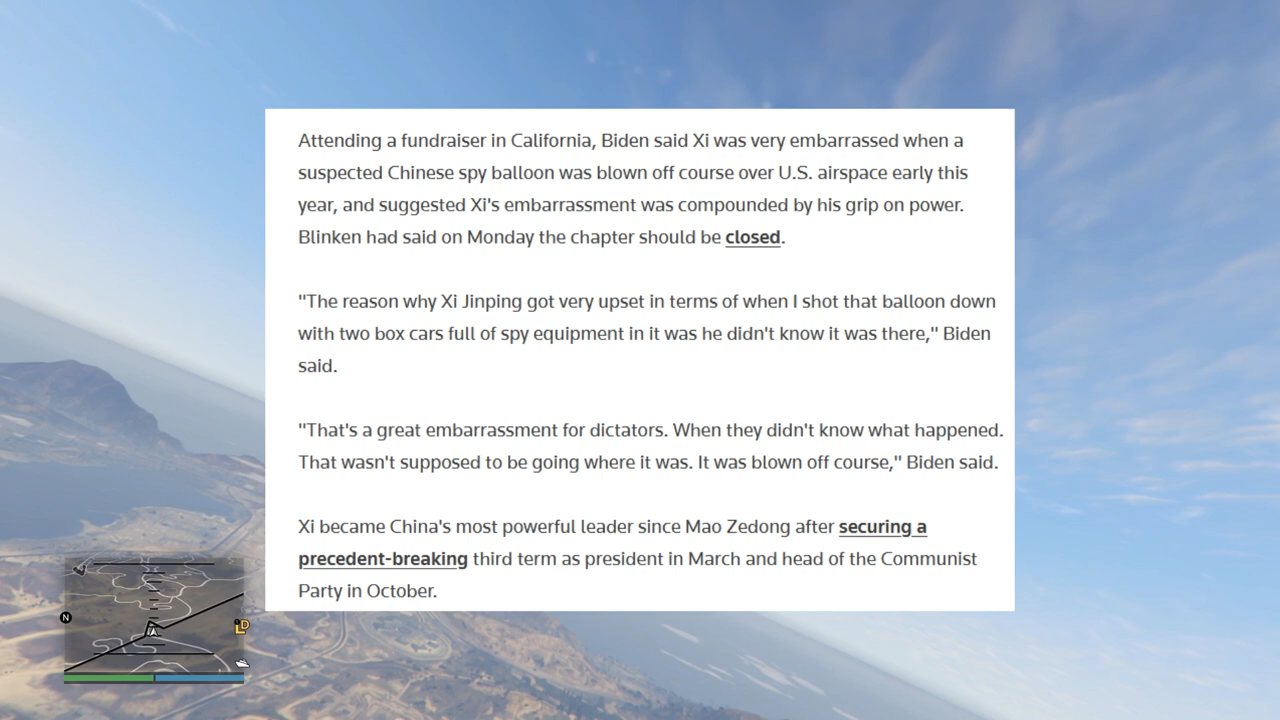 Attending a fundraiser in California, Biden said Xi was very embarrassed when a
suspected Chinese spy balloon was blown off course over U.S. airspace early this
year, and suggested Xi's embarrassment was compounded by his grip on power.
Blinken had said on Monday the chapter should be closed.
"The reason why Xi Jinping got very upset in terms of when I shot that balloon down
with two box cars full of spy equipment in it was he didn't know it was there," Biden
said.
"That's a great embarrassment for dictators. When they didn't know what happened.
That wasn't supposed to be going where it was. It was blown off course," Biden said.
Xi became China's most powerful leader since Mao Zedong after securing a
precedent-breaking third term as president in March and head of the Communist
Party in October.
N
D